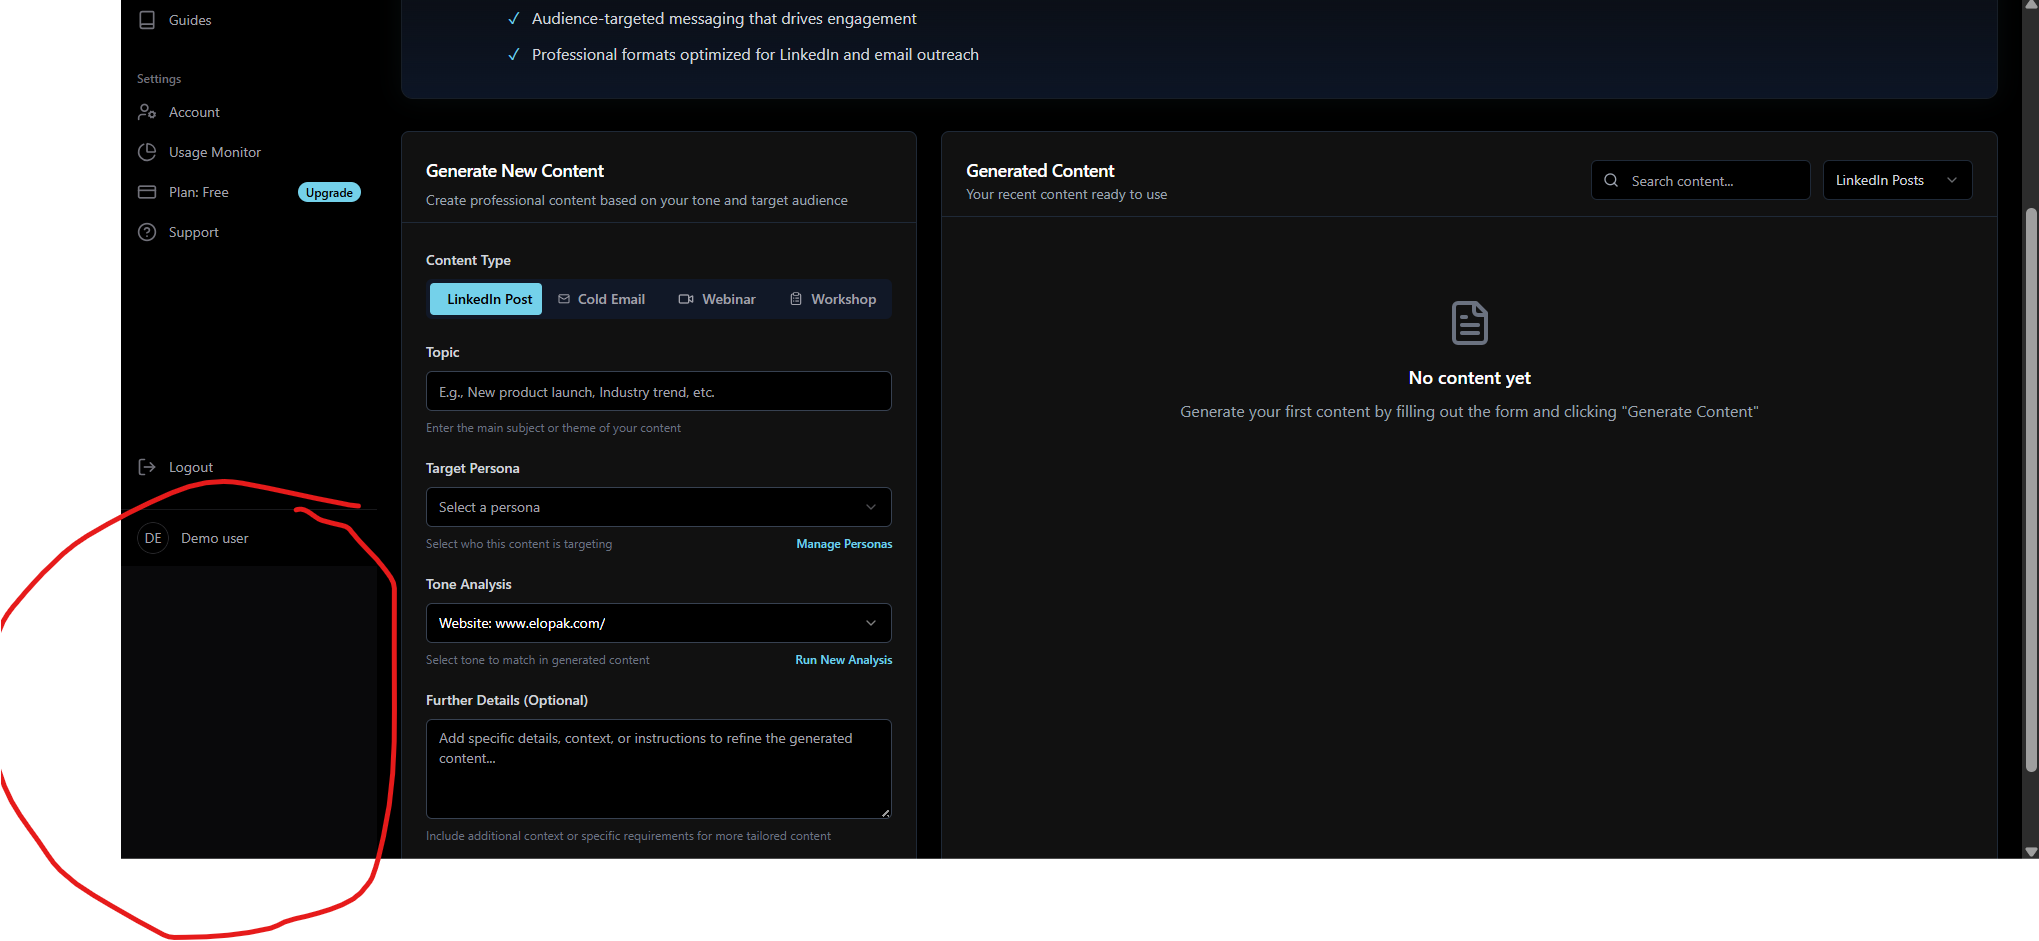 Guides
Settings
Account
Usage Monitor
Plan: Free
Upgrade
Support
Logout
DE
Demo user
✓ Audience-targeted messaging that drives engagement
✓ Professional formats optimized for LinkedIn and email outreach
Generate New Content
Create professional content based on your tone and target audience
Content Type
LinkedIn Post
Cold Email
Webinar
Workshop
Topic
E.g., New product launch, Industry trend, etc.
Enter the main subject or theme of your content
Target Persona
Select a persona
Select who this content is targeting
Manage Personas
Tone Analysis
Website: www.elopak.com/
Select tone to match in generated content
Run New Analysis
Further Details (Optional)
Add specific details, context, or instructions to refine the generated
content...
Include additional context or specific requirements for more tailored content
Generated Content
Your recent content ready to use
Search content...
LinkedIn Posts
No content yet
Generate your first content by filling out the form and clicking "Generate Content"